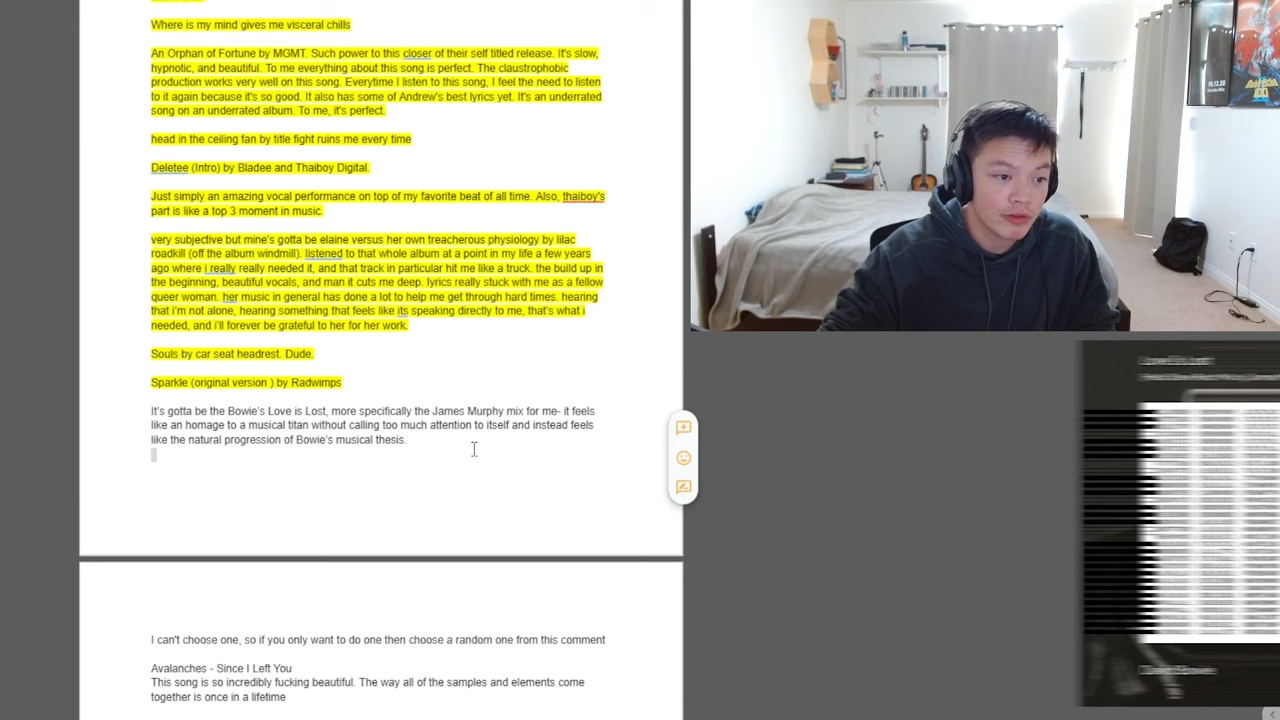 Where is my mind gives me visceral chills
An Orphan of Fortune by MGMT. Such power to this closer of their self titled release. It's slow,
hypnotic, and beautiful. To me everything about this song is perfect. The claustrophobic
production works very well on this song. Everytime I listen to this song, I feel the need to listen
to it again because it's so good. It also has some of Andrew's best lyrics yet. It's an underrated
song on an underrated album. To me, it's perfect.
head in the ceiling fan by title fight ruins me every time
Deletee (Intro) by Bladee and Thaiboy Digital.
Just simply an amazing vocal performance on top of my favorite beat of all time. Also, thaiboy's
part is like a top 3 moment in music.
very subjective but mine's gotta be elaine versus her own treacherous physiology by lilac
roadkill (off the album windmill). listened to that whole album at a point in my life a few years
ago where i really really needed it, and that track in particular hit me like a truck. the build up in
the beginning, beautiful vocals, and man it cuts me deep. lyrics really stuck with me as a fellow
queer woman. her music in general has done a lot to help me get through hard times. hearing
that i'm not alone, hearing something that feels like its speaking directly to me, that's what i
needed, and i'll forever be grateful to her for her work.
Souls by car seat headrest. Dude.
Sparkle (original version ) by Radwimps
It's gotta be the Bowie's Love is Lost, more specifically the James Murphy mix for me- it feels
like an homage to a musical titan without calling too much attention to itself and instead feels
like the natural progression of Bowie's musical thesis.
I can't choose one, so if you only want to do one then choose a random one from this comment
Avalanches - Since I Left You
This song is so incredibly fucking beautiful. The way all of the samples and elements come
together is once in a lifetime